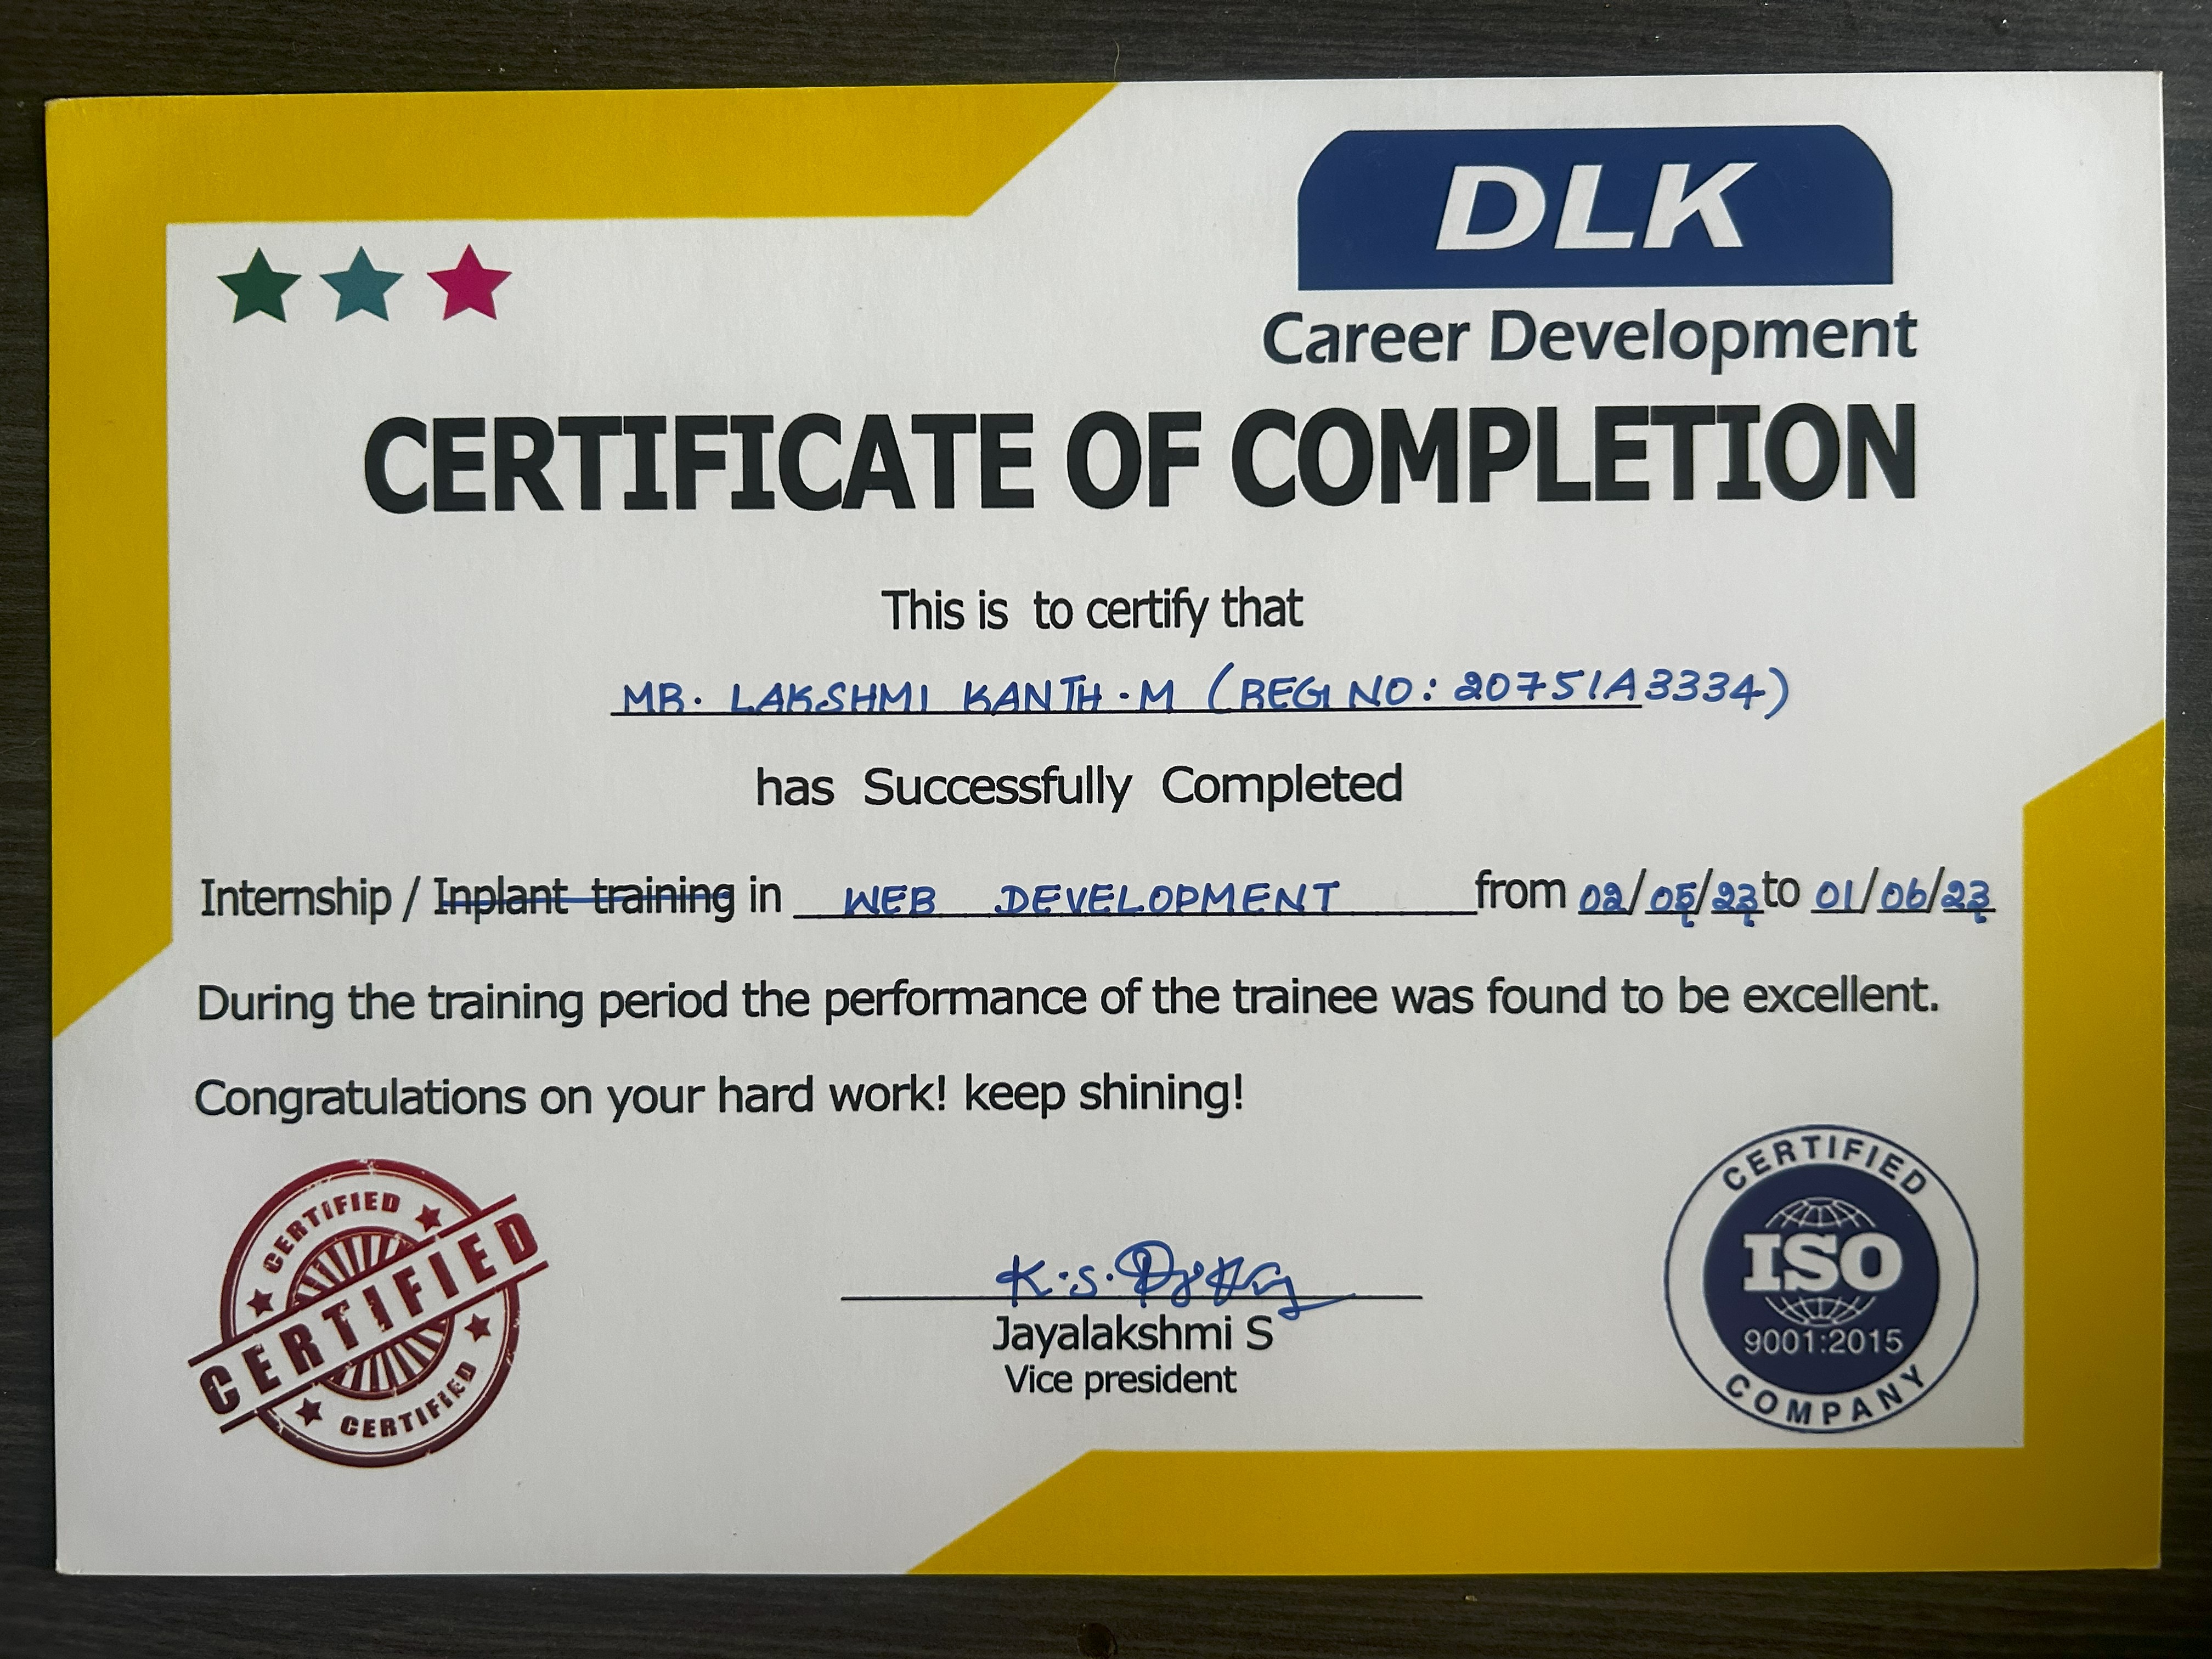 DLK
Career Development
CERTIFICATE OF COMPLETION
This is to certify that
MR. LAKSHMI KANTH.M (REG NO: 20751A3334)
has Successfully Completed
Internship / Inplant training in WEB DEVELOPMENT from 02/05/23 to 01/06/23
During the training period the performance of the trainee was found to be excellent.
Congratulations on your hard work! keep shining!
CERTIFIED
CERTIFIED
CERTIFIED
K.S.
Jayalakshmi S
Vice president
CERTIFIED
ISO
9001:2015
COMPANY